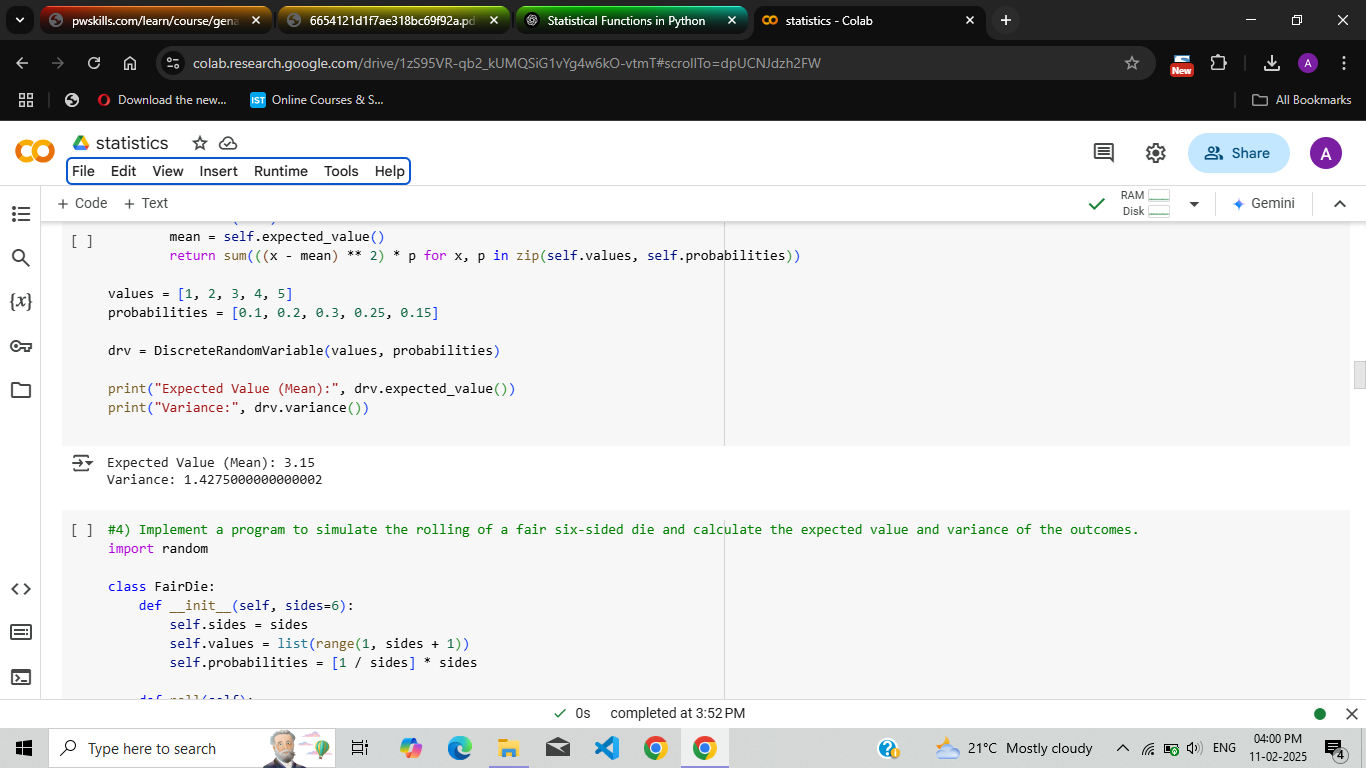 pwskills.com/learn/course/gena
6654121d1f7ae318bc69f92a.pd
Statistical Functions in Python
statistics - Colab
colab.research.google.com/drive/1zS95VR-qb2_kUMQSiG1vYg4w6kO-vtmT#scrollTo=dpUCNJdzh2FW
New
A
Download the new...
IST
Online Courses & S...
All Bookmarks
statistics
File Edit View Insert Runtime Tools Help
Share
A
+ Code + Text
RAM
Disk
Gemini
[ ]
mean = self.expected_value()
return sum(((x - mean) ** 2) * p for x, p in zip(self.values, self.probabilities))
values = [1, 2, 3, 4, 5]
probabilities = [0.1, 0.2, 0.3, 0.25, 0.15]
drv = DiscreteRandomVariable(values, probabilities)
print("Expected Value (Mean):", drv.expected_value())
print("Variance:", drv.variance())
Expected Value (Mean): 3.15
Variance: 1.4275000000000002
[ ] #4) Implement a program to simulate the rolling of a fair six-sided die and calculate the expected value and variance of the outcomes.
import random
class FairDie:
def __init__(self, sides=6):
self.sides = sides
self.values = list(range(1, sides + 1))
self.probabilities = [1 / sides] * sides
def roll(self):
0s completed at 3:52 PM
Type here to search
21°C Mostly cloudy
ENG
04:00 PM
11-02-2025
4